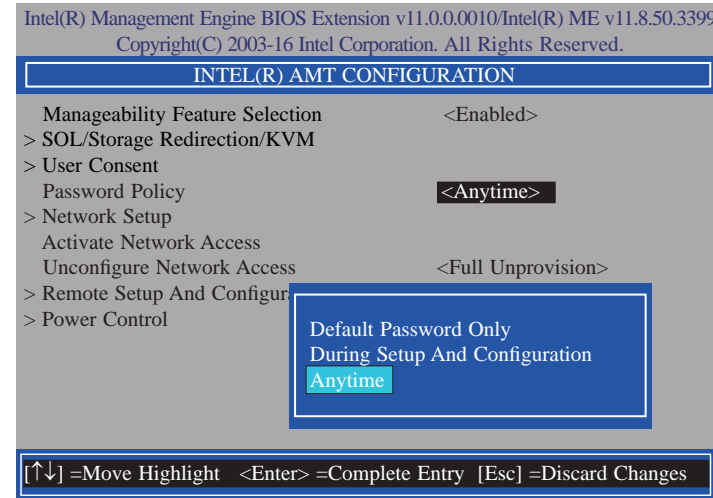 Intel(R) Management Engine BIOS Extension v11.0.0.0010/Intel(R) ME v11.8.50.3399
Copyright(C) 2003-16 Intel Corporation. All Rights Reserved.
INTEL(R) AMT CONFIGURATION
Manageability Feature Selection <Enabled>
> SOL/Storage Redirection/KVM
> User Consent
Password Policy <Anytime>
> Network Setup
Activate Network Access
Unconfigure Network Access <Full Unprovision>
> Remote Setup And Configura
> Power Control
Default Password Only
During Setup And Configuration
Anytime
[↑↓] =Move Highlight <Enter> =Complete Entry [Esc] =Discard Changes